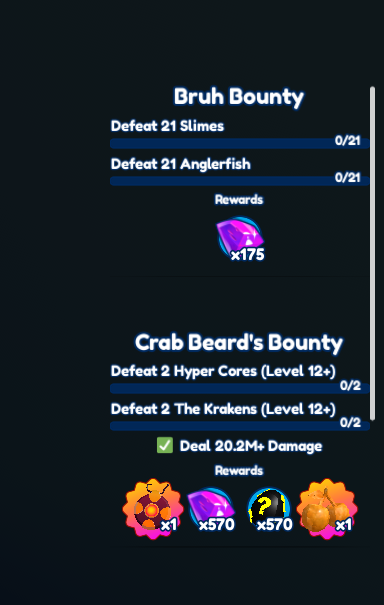 Bruh Bounty
Defeat 21 Slimes
0/21
Defeat 21 Anglerfish
0/21
Rewards
x175
Crab Beard's Bounty
Defeat 2 Hyper Cores (Level 12+)
0/2
Defeat 2 The Krakens (Level 12+)
0/2
✅ Deal 20.2M+ Damage
Rewards
x1 x570 ? x570 x1